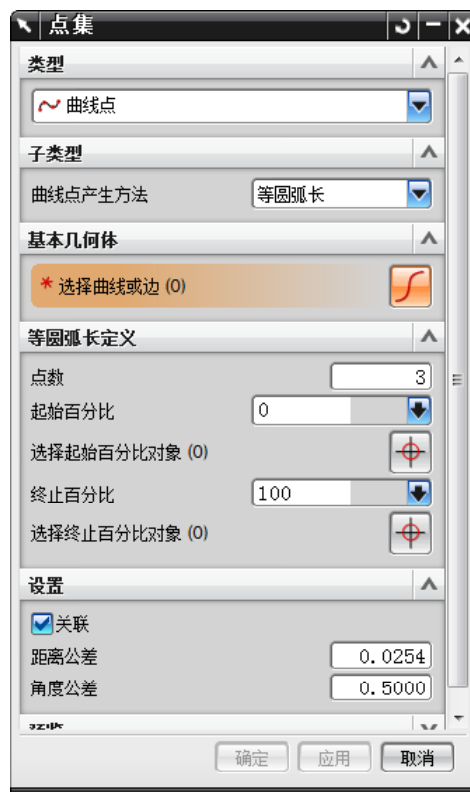 点集
类型
曲线点
子类型
曲线点产生方法 等圆弧长
基本几何体
* 选择曲线或边 (0)
等圆弧长定义
点数 3
起始百分比 0
选择起始百分比对象 (0)
终止百分比 100
选择终止百分比对象 (0)
设置
关联
距离公差 0.0254
角度公差 0.5000
确定 应用 取消